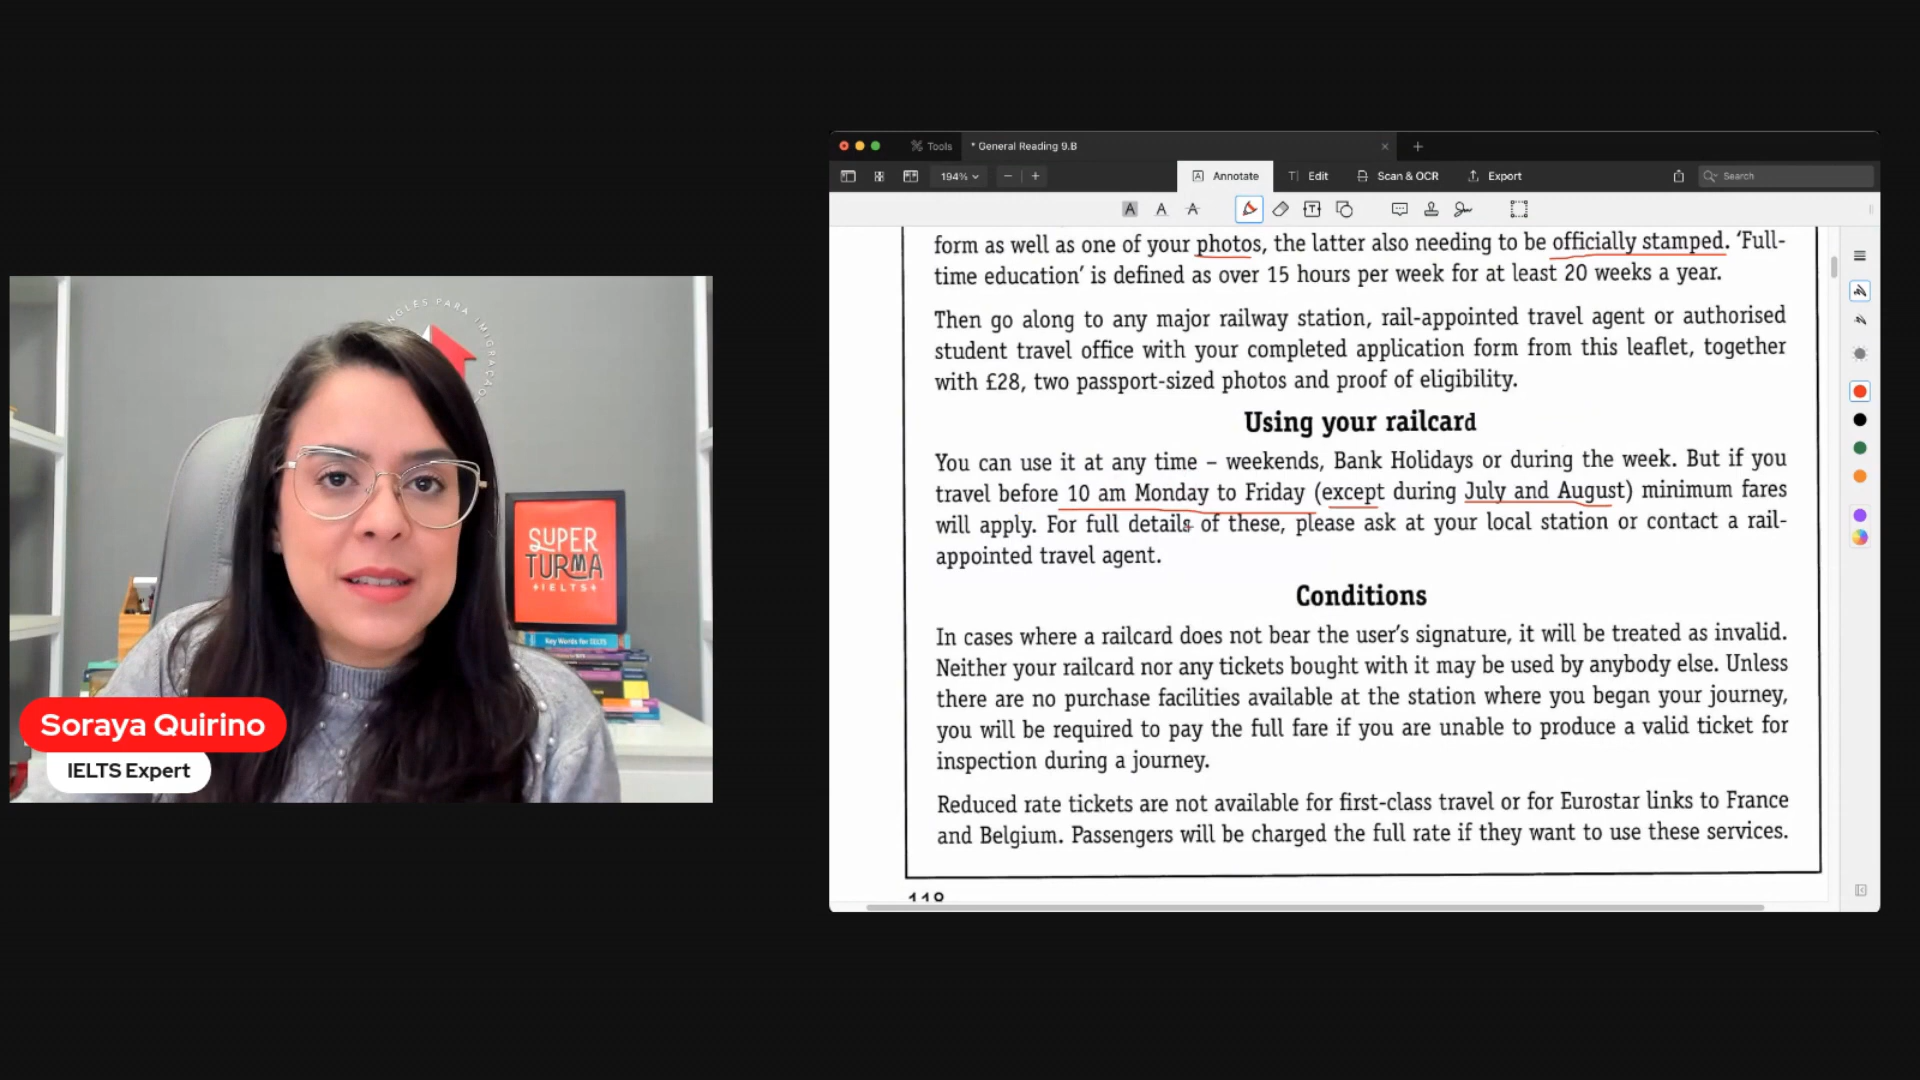 INGLÊS PARA IMIGRAÇÃO
SUPER
TURMA
IELTS
Key Words for IELTS
Soraya Quirino
IELTS Expert
Tools
* General Reading 9.B
194%
Annotate
Edit
Scan & OCR
Export
Search
form as well as one of your photos, the latter also needing to be officially stamped. ‘Full-
time education’ is defined as over 15 hours per week for at least 20 weeks a year.
Then go along to any major railway station, rail-appointed travel agent or authorised
student travel office with your completed application form from this leaflet, together
with £28, two passport-sized photos and proof of eligibility.
Using your railcard
You can use it at any time – weekends, Bank Holidays or during the week. But if you
travel before 10 am Monday to Friday (except during July and August) minimum fares
will apply. For full details of these, please ask at your local station or contact a rail-
appointed travel agent.
Conditions
In cases where a railcard does not bear the user’s signature, it will be treated as invalid.
Neither your railcard nor any tickets bought with it may be used by anybody else. Unless
there are no purchase facilities available at the station where you began your journey,
you will be required to pay the full fare if you are unable to produce a valid ticket for
inspection during a journey.
Reduced rate tickets are not available for first-class travel or for Eurostar links to France
and Belgium. Passengers will be charged the full rate if they want to use these services.